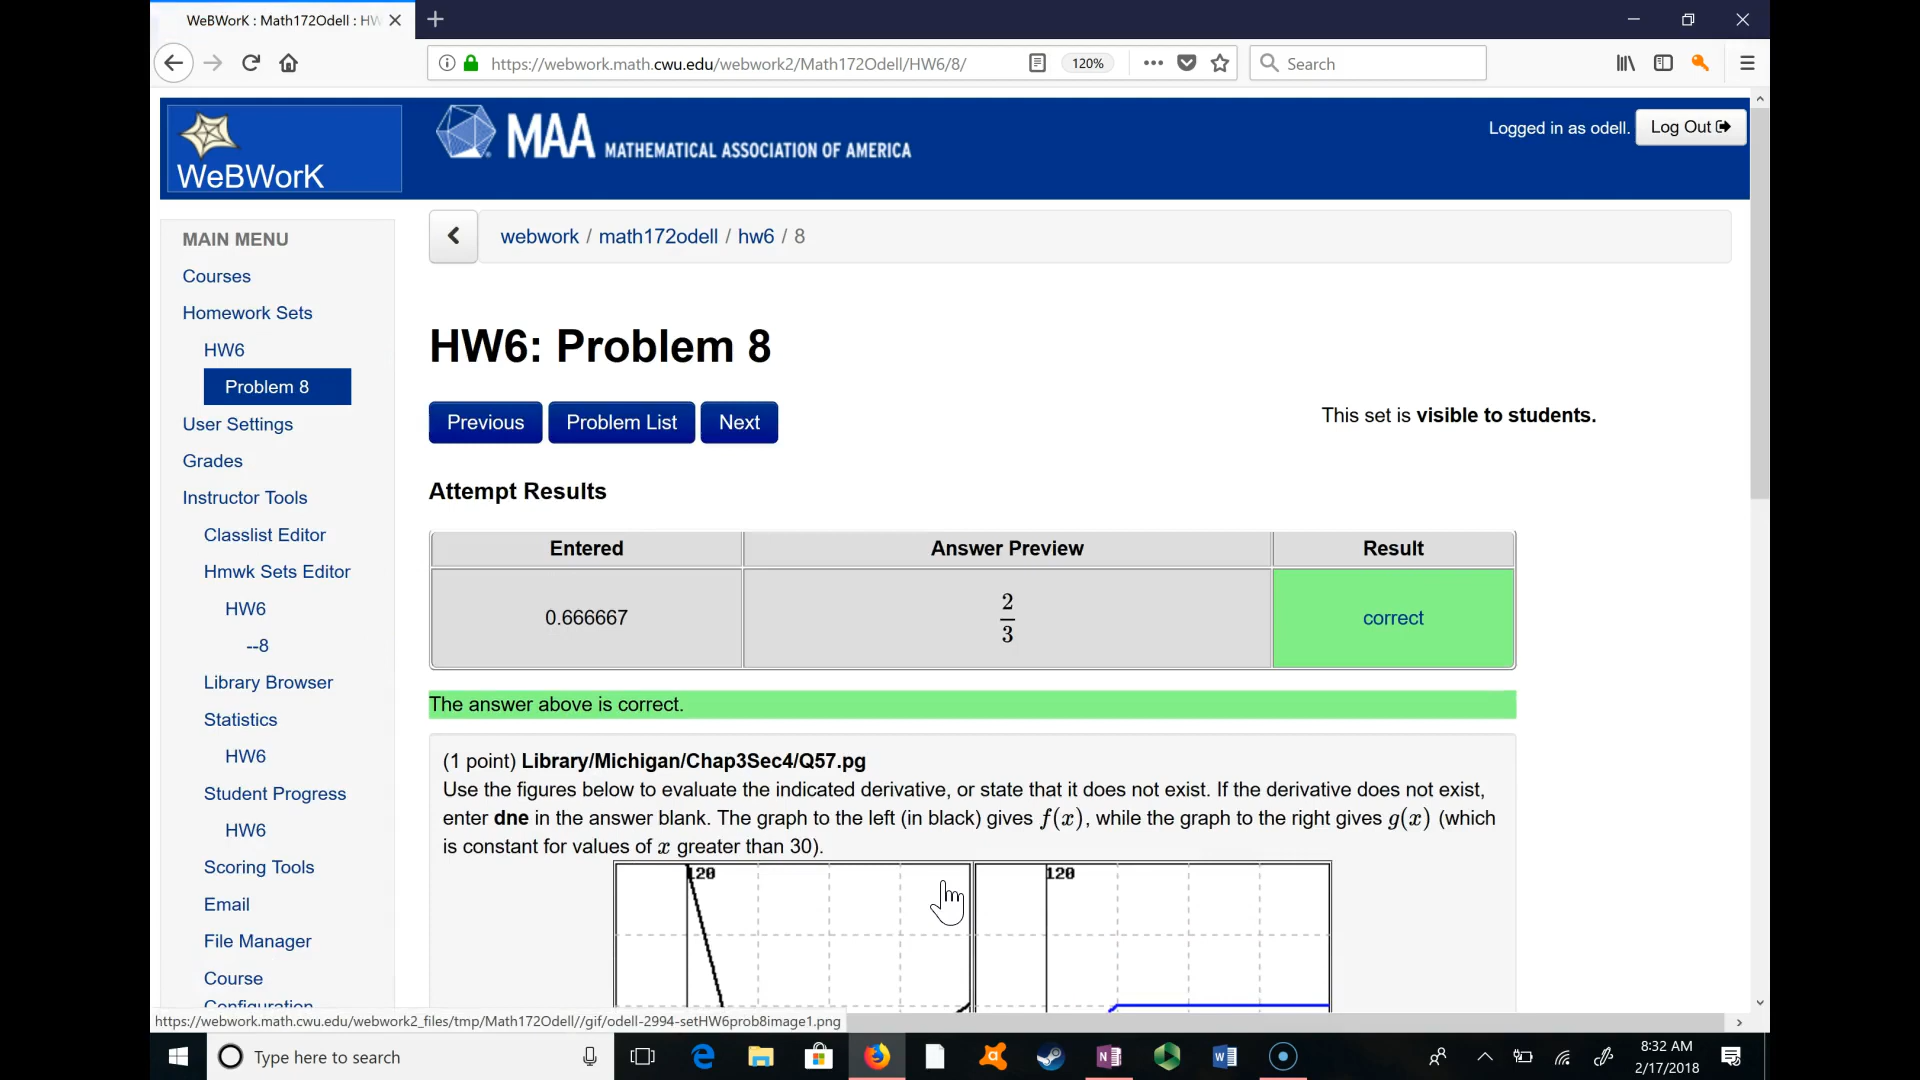 WeBWorK : Math172Odell : HW
https://webwork.math.cwu.edu/webwork2/Math172Odell/HW6/8/
120%
Search
WeBWorK
MAA MATHEMATICAL ASSOCIATION OF AMERICA
Logged in as odell.
Log Out
MAIN MENU
Courses
Homework Sets
HW6
Problem 8
User Settings
Grades
Instructor Tools
Classlist Editor
Hmwk Sets Editor
HW6
--8
Library Browser
Statistics
HW6
Student Progress
HW6
Scoring Tools
Email
File Manager
Course
Configuration
webwork / math172odell / hw6 / 8
HW6: Problem 8
Previous
Problem List
Next
This set is visible to students.
Attempt Results
Entered Answer Preview Result
0.666667 2/3 correct
The answer above is correct.
(1 point) Library/Michigan/Chap3Sec4/Q57.pg
Use the figures below to evaluate the indicated derivative, or state that it does not exist. If the derivative does not exist,
enter dne in the answer blank. The graph to the left (in black) gives f(x), while the graph to the right gives g(x) (which
is constant for values of x greater than 30).
120
120
https://webwork.math.cwu.edu/webwork2_files/tmp/Math172Odell//gif/odell-2994-setHW6prob8image1.png
Type here to search
8:32 AM
2/17/2018